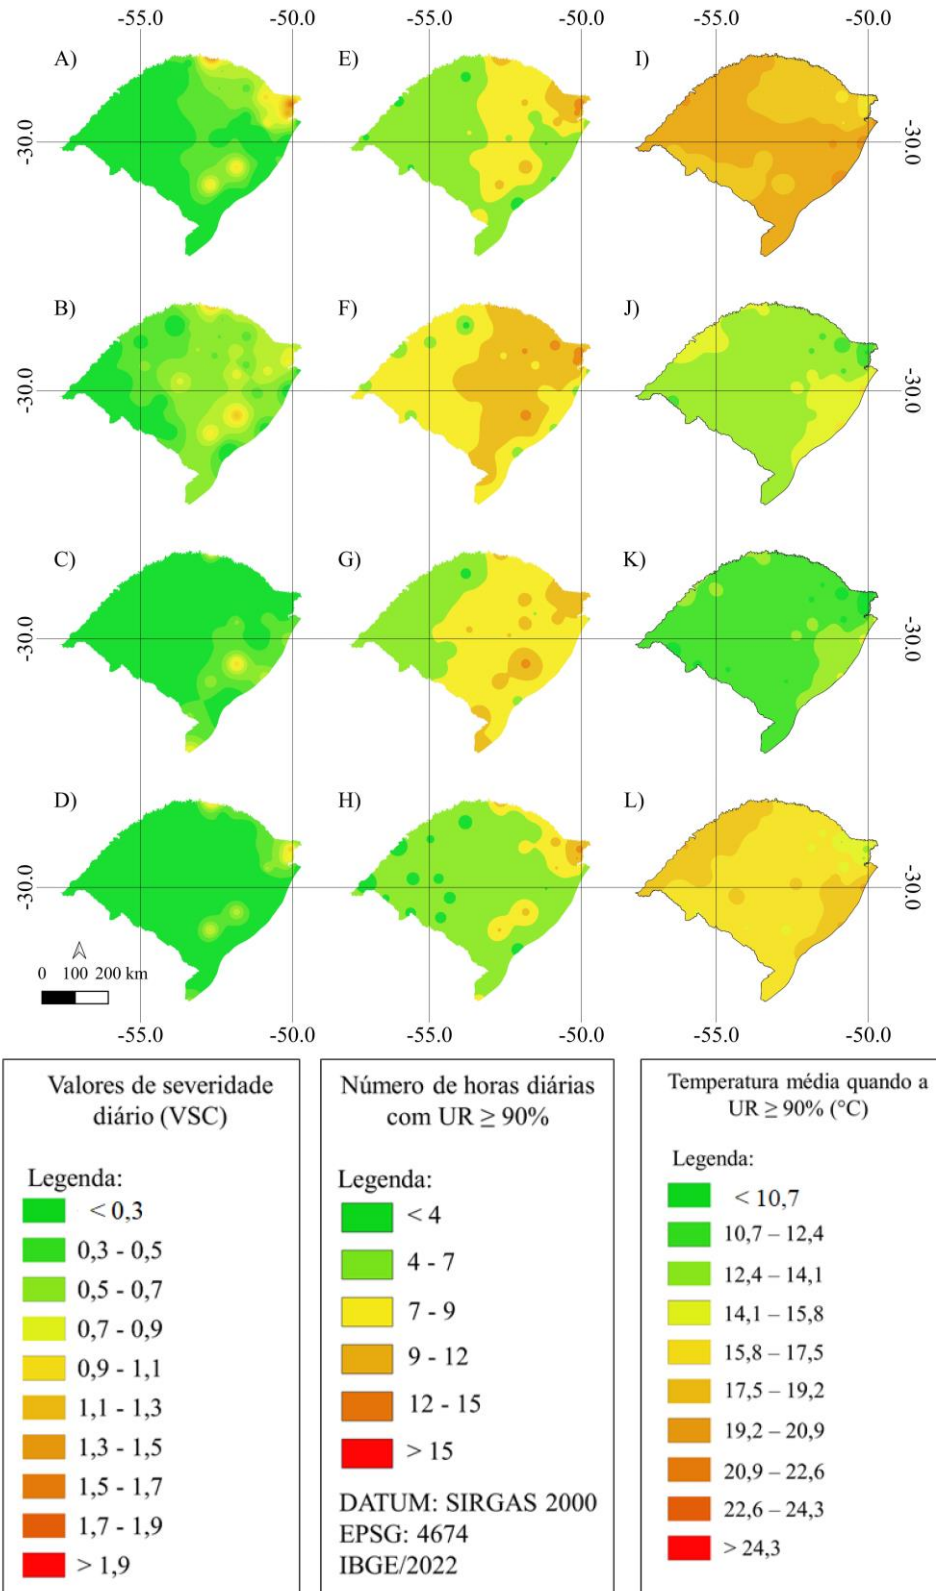 -55.0 -50.0 -55.0 -50.0 -55.0 -50.0
A) E) I)
-30.0 -30.0
B) F) J)
-30.0 -30.0
C) G) K)
-30.0 -30.0
D) H) L)
-30.0 -30.0
0 100 200 km
-55.0 -50.0 -55.0 -50.0 -55.0 -50.0
Valores de severidade
diário (VSC)
Legenda:
< 0,3
0,3 - 0,5
0,5 - 0,7
0,7 - 0,9
0,9 - 1,1
1,1 - 1,3
1,3 - 1,5
1,5 - 1,7
1,7 - 1,9
> 1,9
Número de horas diárias
com UR ≥ 90%
Legenda:
< 4
4 - 7
7 - 9
9 - 12
12 - 15
> 15
DATUM: SIRGAS 2000
EPSG: 4674
IBGE/2022
Temperatura média quando a
UR ≥ 90% (°C)
Legenda:
< 10,7
10,7 – 12,4
12,4 – 14,1
14,1 – 15,8
15,8 – 17,5
17,5 – 19,2
19,2 – 20,9
20,9 – 22,6
22,6 – 24,3
> 24,3